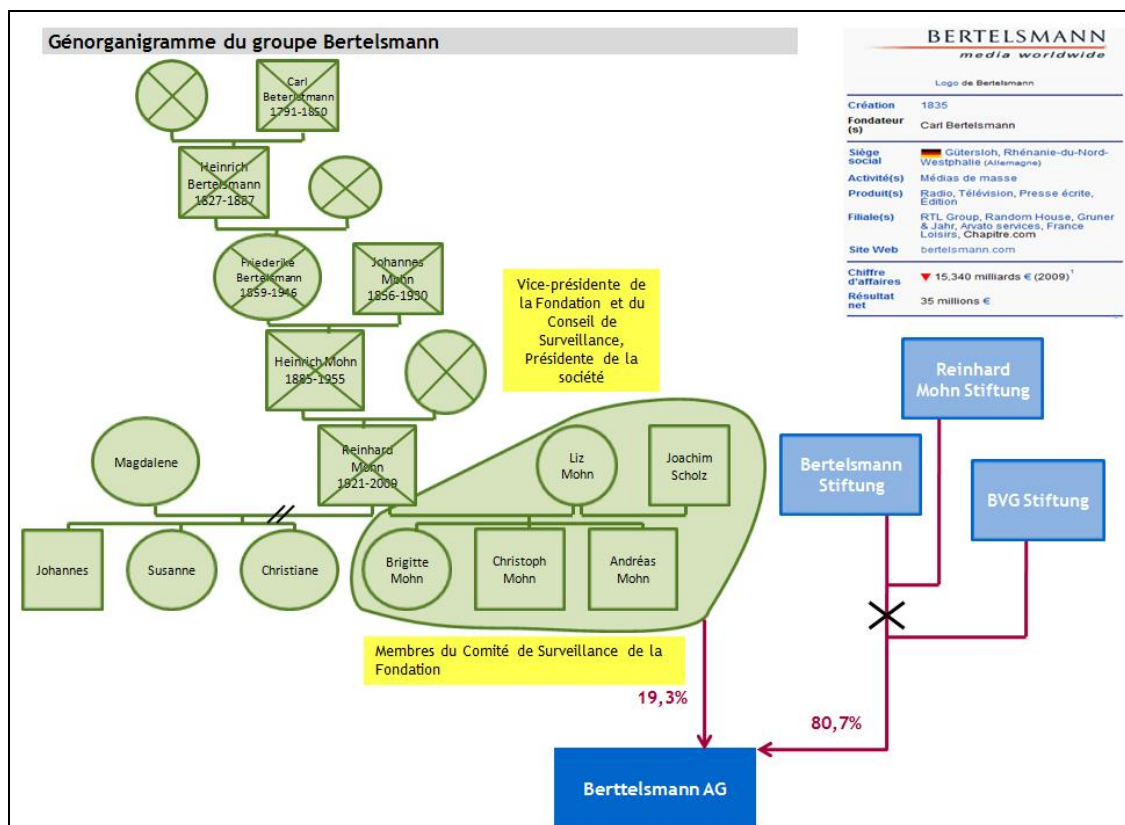 Génorganigramme du groupe Bertelsmann
BERTELSMANN
media worldwide
Logo de Bertelsmann
Création 1835
Fondateur
(s) Carl Bertelsmann
Siège
social Gütersloh, Rhénanie-du-Nord-
Westphalie (Allemagne)
Activité(s) Médias de masse
Produit(s) Radio, Télévision, Presse écrite,
Édition
Filiale(s) RTL Group, Random House, Gruner
& Jahr, Arvato services, France
Loisirs, Chapitre.com
Site Web bertelsmann.com
Chiffre
d'affaires ▼ 15,340 milliards € (2009)¹
Résultat
net 35 millions €
Carl
Beterlstmann
1791-1850
Heinrich
Bertelsmann
1827-1887
Friederike
Bertelsmann
1859-1946
Johannes
Mohn
1856-1930
Heinrich Mohn
1885-1955
Vice-présidente de
la Fondation et du
Conseil de
Surveillance,
Présidente de la
société
Magdalene
Reinhard
Mohn
1921-2009
Liz
Mohn
Joachim
Scholz
Johannes
Susanne
Christiane
Brigitte
Mohn
Christoph
Mohn
Andréas
Mohn
Membres du Comité de Surveillance de la
Fondation
Reinhard
Mohn Stiftung
Bertelsmann
Stiftung
BVG Stiftung
19,3%
80,7%
Berttelsmann AG